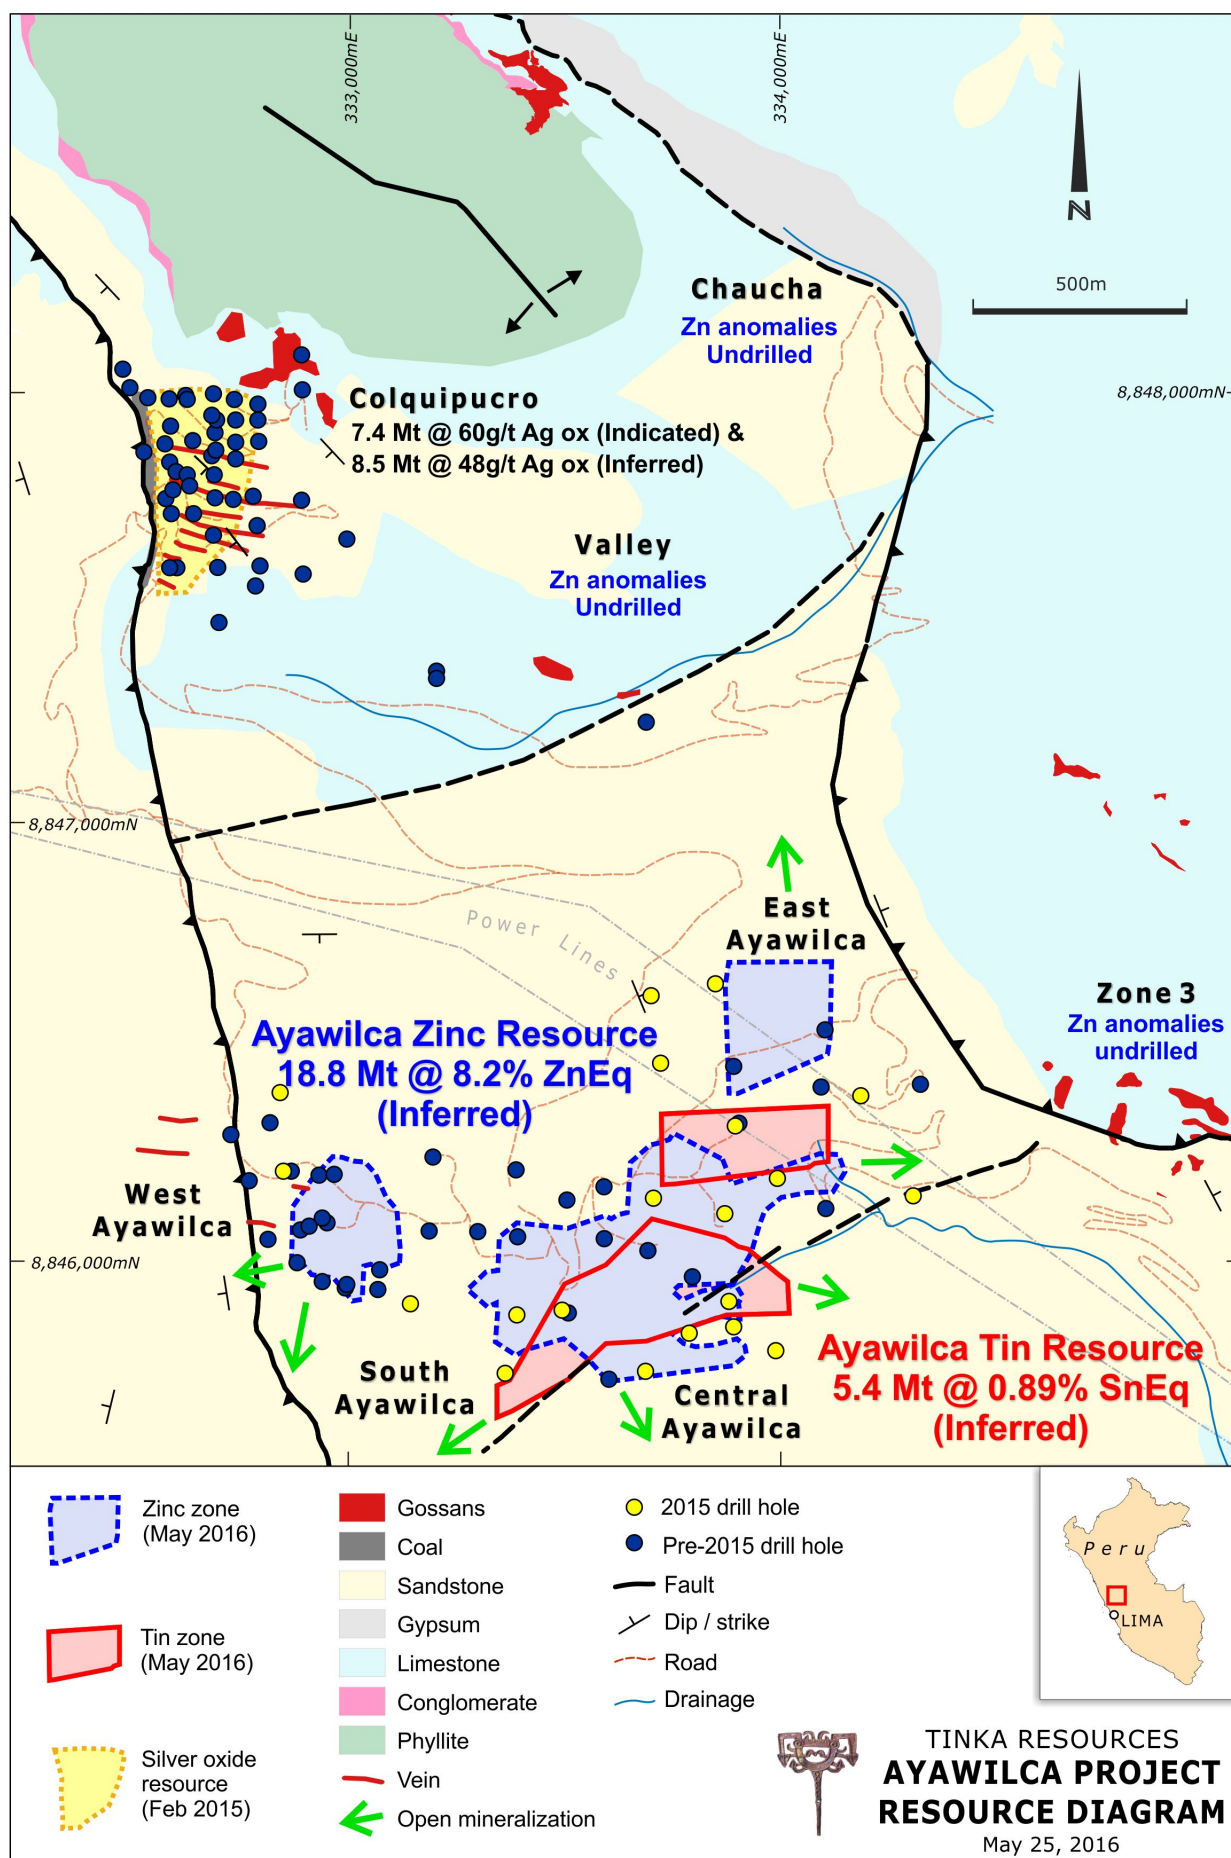 333,000mE
334,000mE
N
500m
Chaucha
Zn anomalies
Undrilled
8,848,000mN
Colquipucro
7.4 Mt @ 60g/t Ag ox (Indicated) &
8.5 Mt @ 48g/t Ag ox (Inferred)
Valley
Zn anomalies
Undrilled
8,847,000mN
Power Lines
East
Ayawilca
Zone 3
Zn anomalies
undrilled
Ayawilca Zinc Resource
18.8 Mt @ 8.2% ZnEq
(Inferred)
West
Ayawilca
8,846,000mN
South
Ayawilca
Central
Ayawilca
Ayawilca Tin Resource
5.4 Mt @ 0.89% SnEq
(Inferred)
Zinc zone
(May 2016)
Tin zone
(May 2016)
Silver oxide
resource
(Feb 2015)
Gossans
Coal
Sandstone
Gypsum
Limestone
Conglomerate
Phyllite
Vein
Open mineralization
2015 drill hole
Pre-2015 drill hole
Fault
Dip / strike
Road
Drainage
Peru
LIMA
TINKA RESOURCES
AYAWILCA PROJECT
RESOURCE DIAGRAM
May 25, 2016